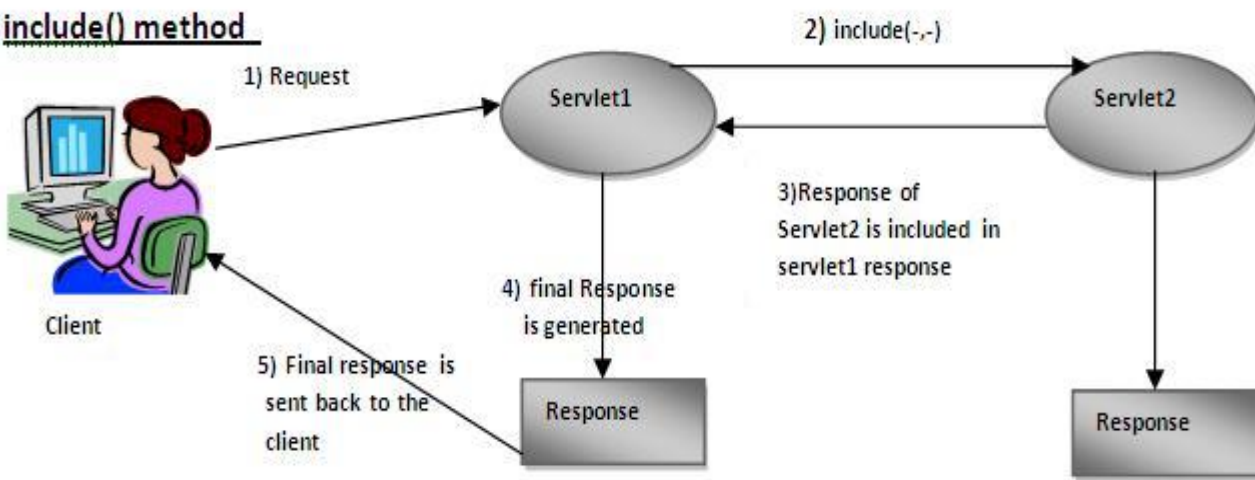 include() method
2) include(-,-)
1) Request
Servlet1
Servlet2
3)Response of
Servlet2 is included in
servlet1 response
4) final Response
is generated
Client
5) Final response is
sent back to the
client
Response
Response